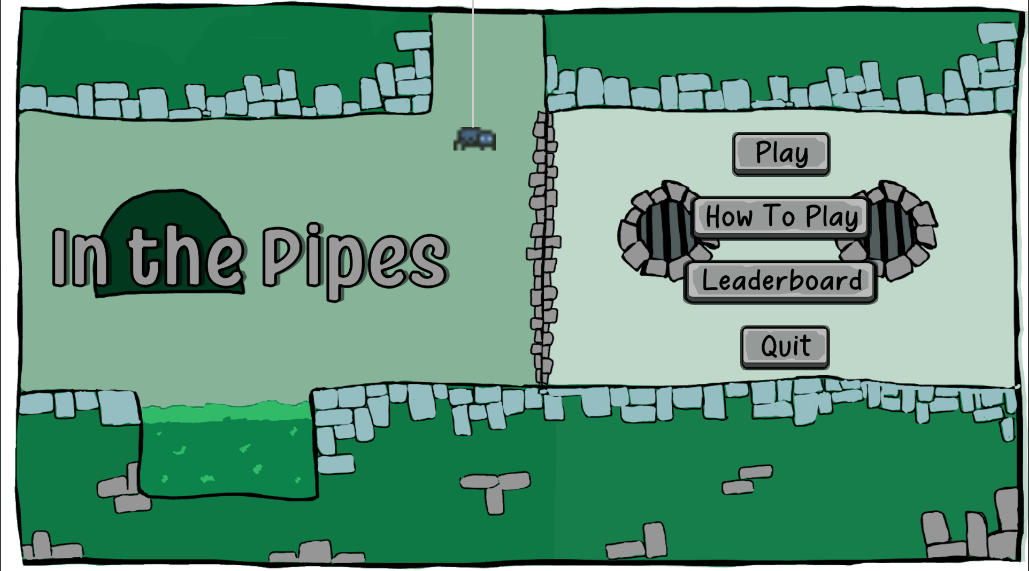 In the Pipes
Play
How To Play
Leaderboard
Quit